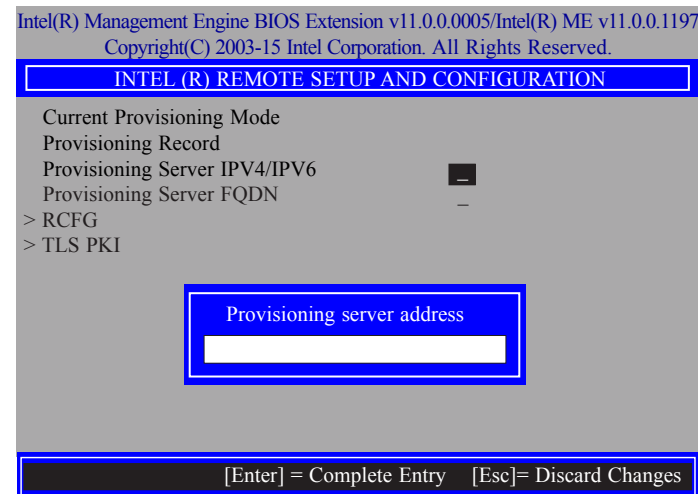 Intel(R) Management Engine BIOS Extension v11.0.0.0005/Intel(R) ME v11.0.0.1197
Copyright(C) 2003-15 Intel Corporation. All Rights Reserved.
INTEL (R) REMOTE SETUP AND CONFIGURATION
Current Provisioning Mode
Provisioning Record
Provisioning Server IPV4/IPV6 _
Provisioning Server FQDN _
> RCFG
> TLS PKI
Provisioning server address
[Enter] = Complete Entry [Esc]= Discard Changes